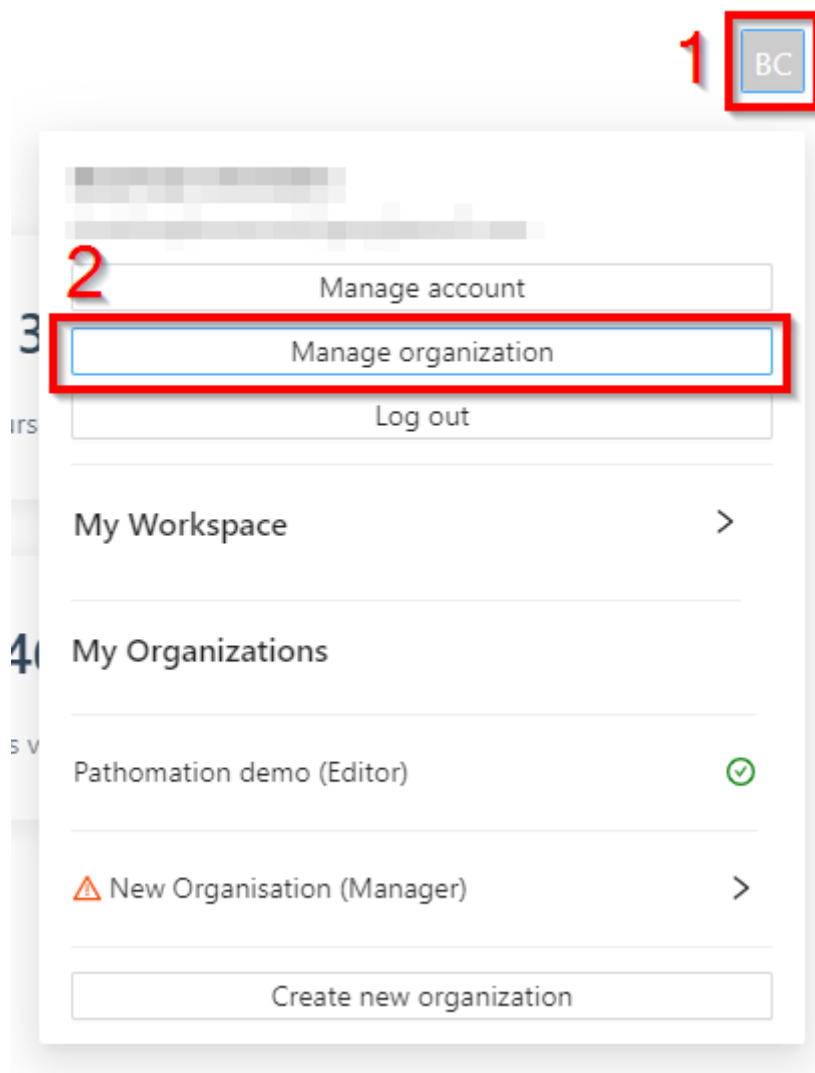 1 BC
2
Manage account
3
Manage organization
Log out
My Workspace
My Organizations
Pathomation demo (Editor)
New Organisation (Manager)
Create new organization